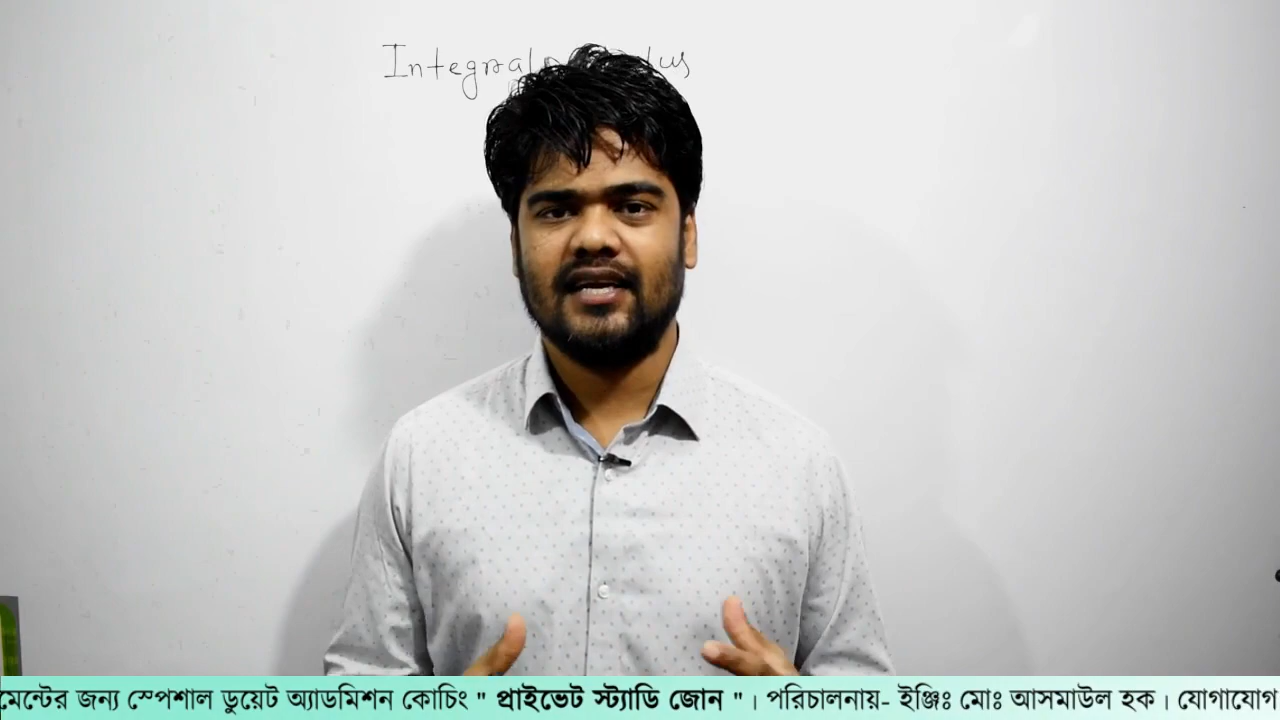 Integral
মেন্টের জন্য স্পেশাল ডুয়েট অ্যাডমিশন কোচিং " প্রাইভেট স্ট্যাডি জোন " । পরিচালনায়- ইঞ্জিঃ মোঃ আসমাউল হক । যোগাযোগ